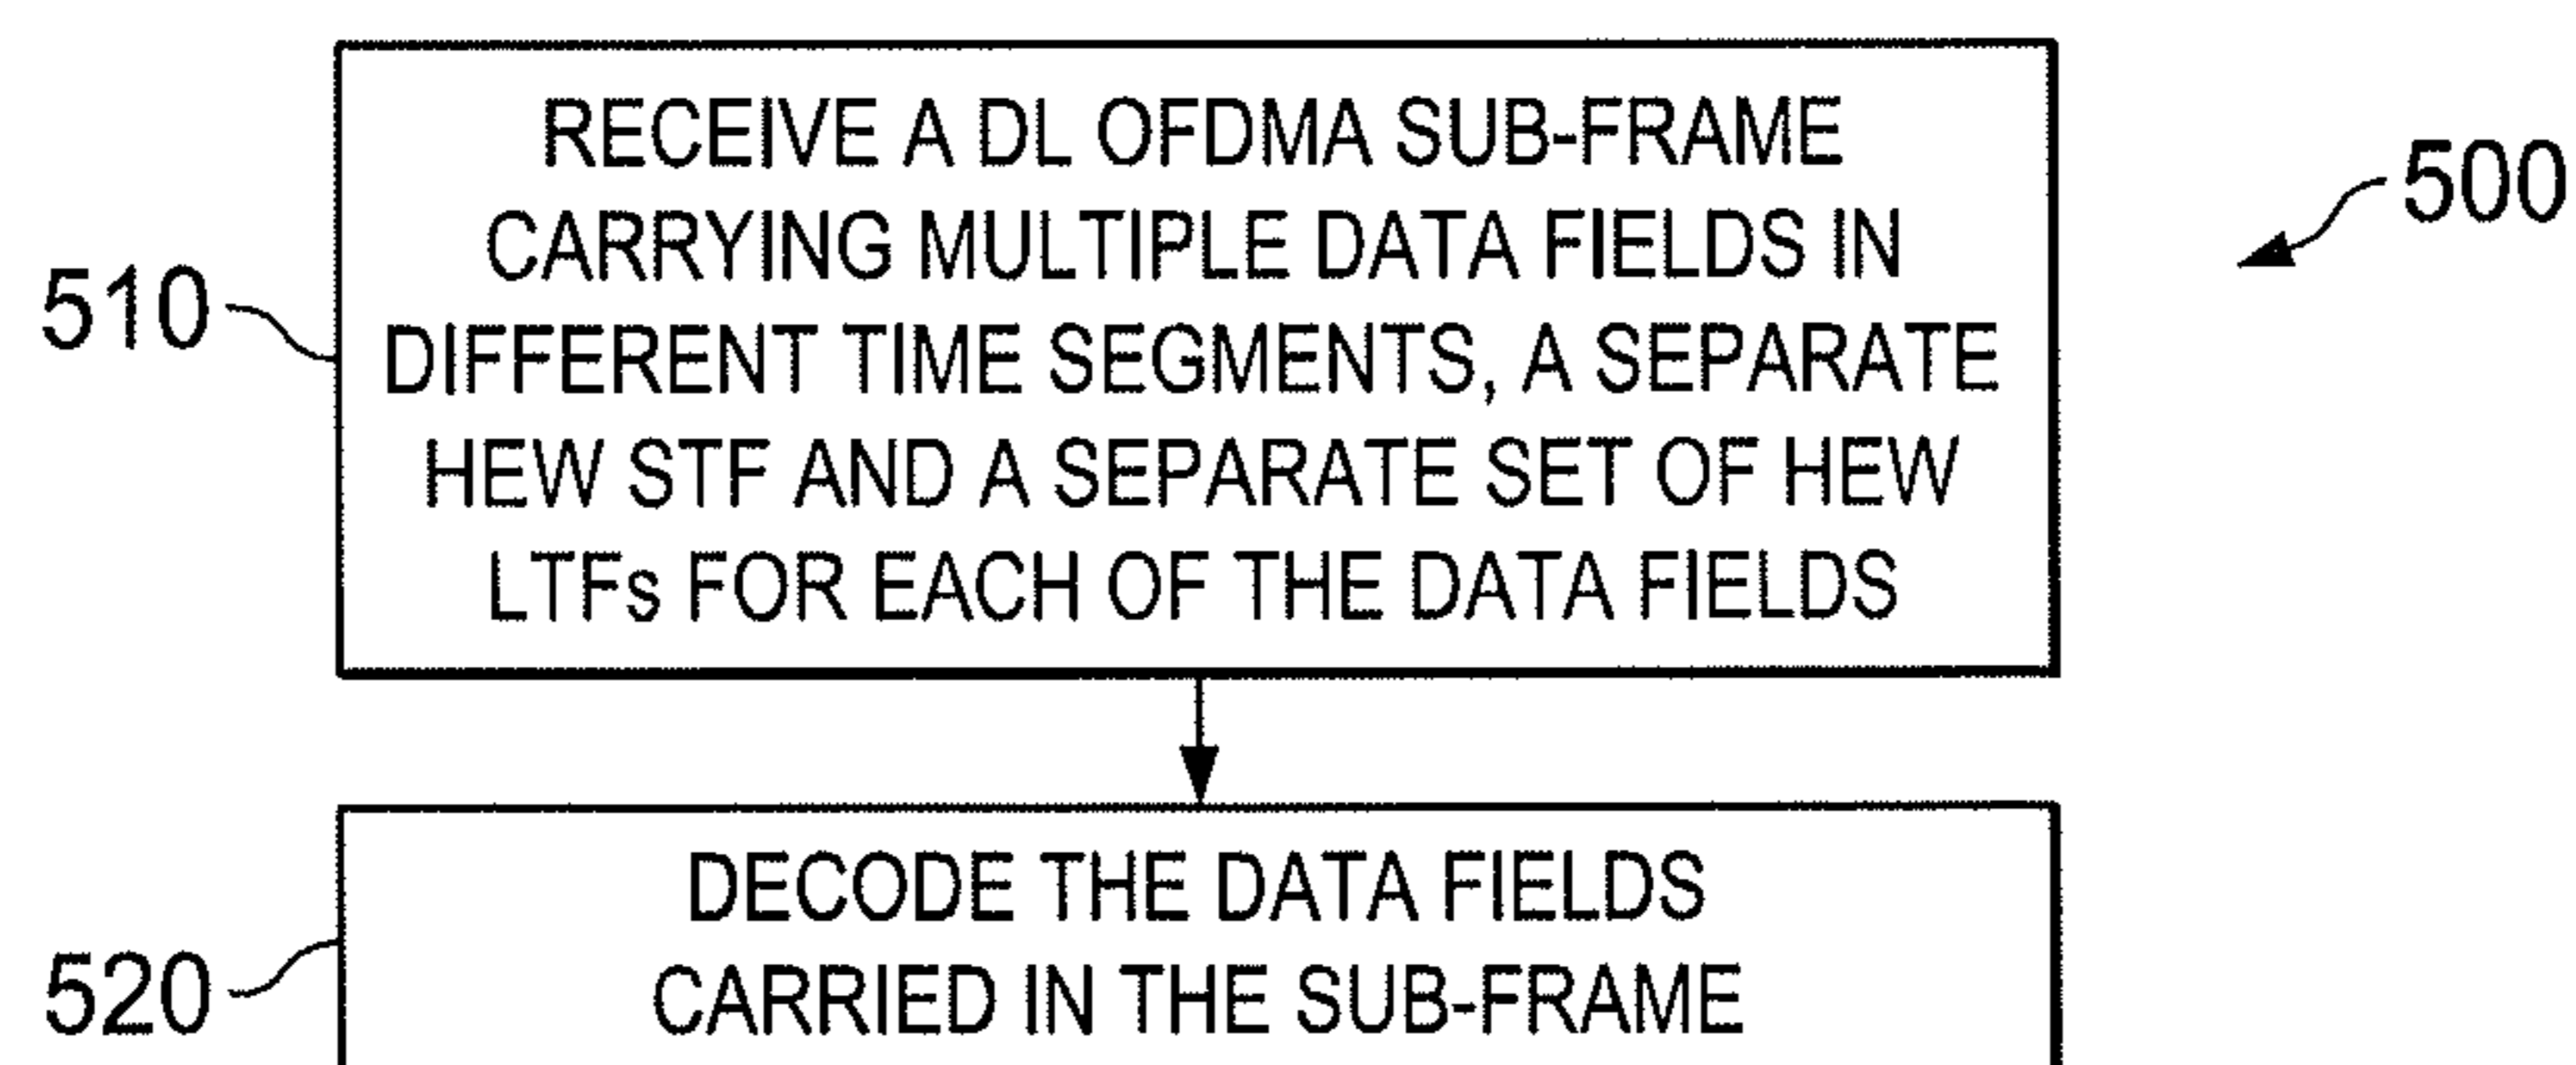 RECEIVE A DL OFDMA SUB-FRAME
CARRYING MULTIPLE DATA FIELDS IN
DIFFERENT TIME SEGMENTS, A SEPARATE
HEW STF AND A SEPARATE SET OF HEW
LTFs FOR EACH OF THE DATA FIELDS
500
510
DECODE THE DATA FIELDS
CARRIED IN THE SUB-FRAME
520